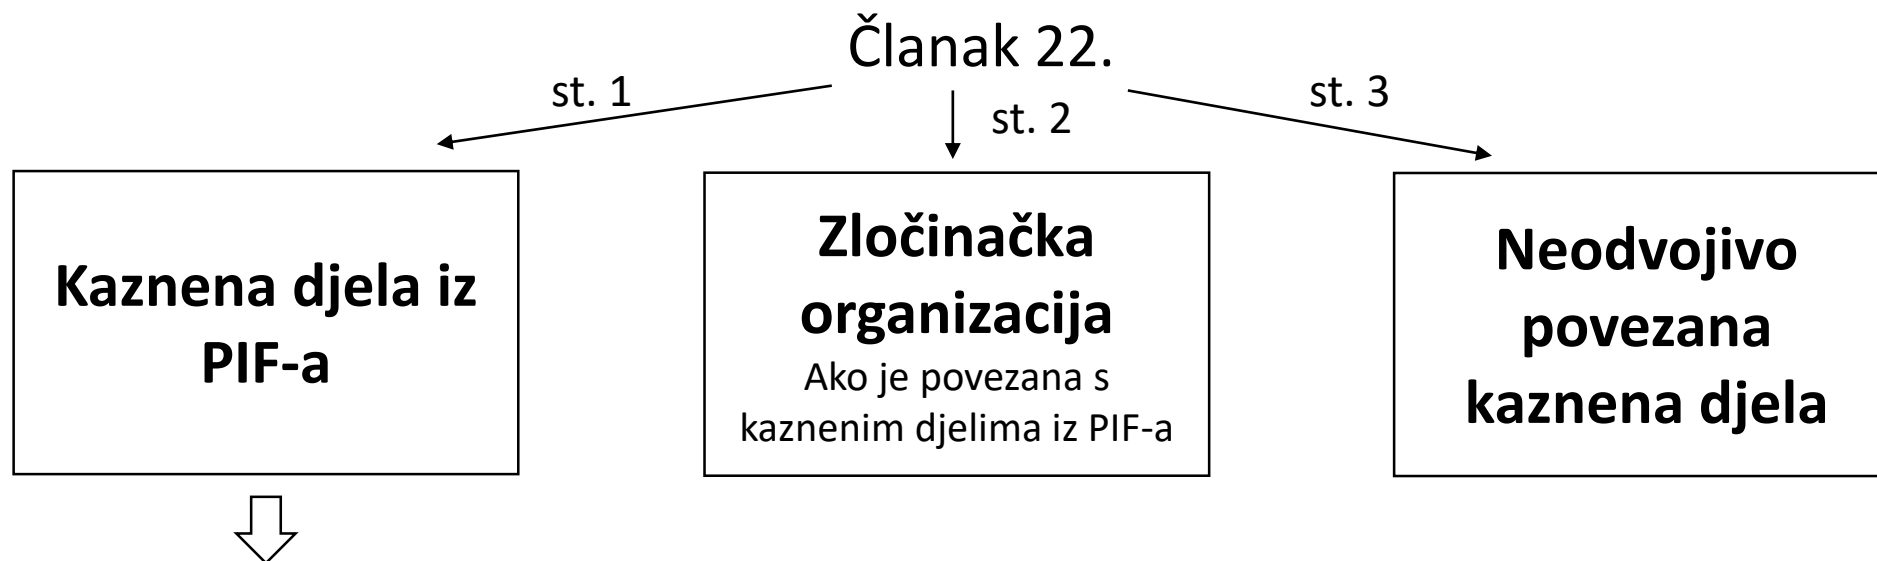 Članak 22.
st. 1
st. 2
st. 3
Kaznena djela iz
PIF-a
Zločinačka
organizacija
Ako je povezana s
kaznenim djelima iz PIF-a
Neodvojivo
povezana
kaznena djela